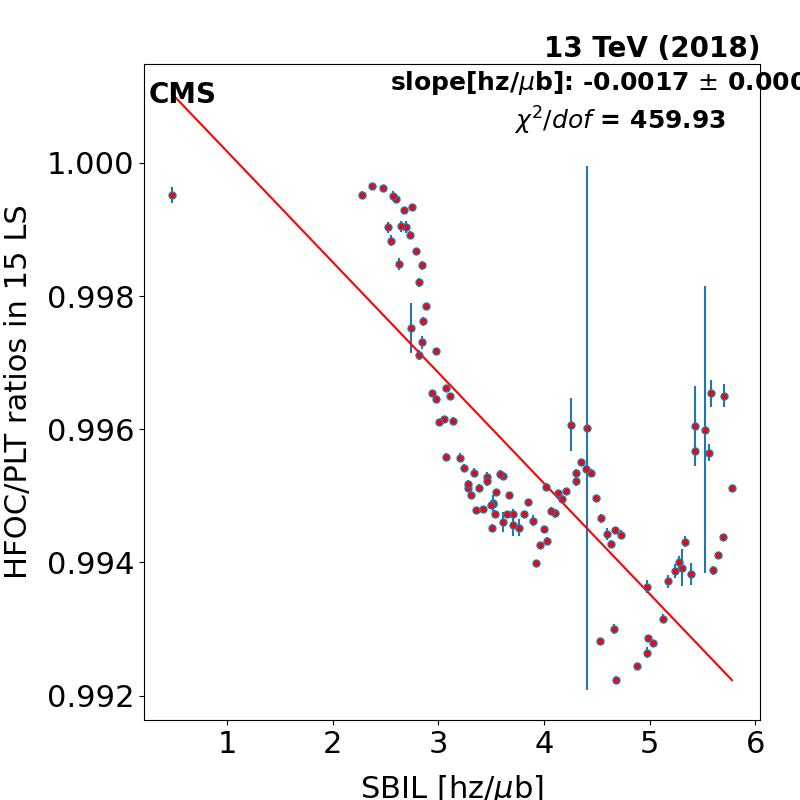 13 TeV (2018)
CMS
slope[hz/μb]: -0.0017 ± 0.000
χ²/dof = 459.93
HFOC/PLT ratios in 15 LS
1.000
0.998
0.996
0.994
0.992
1 2 3 4 5 6
SBIL [hz/μb]